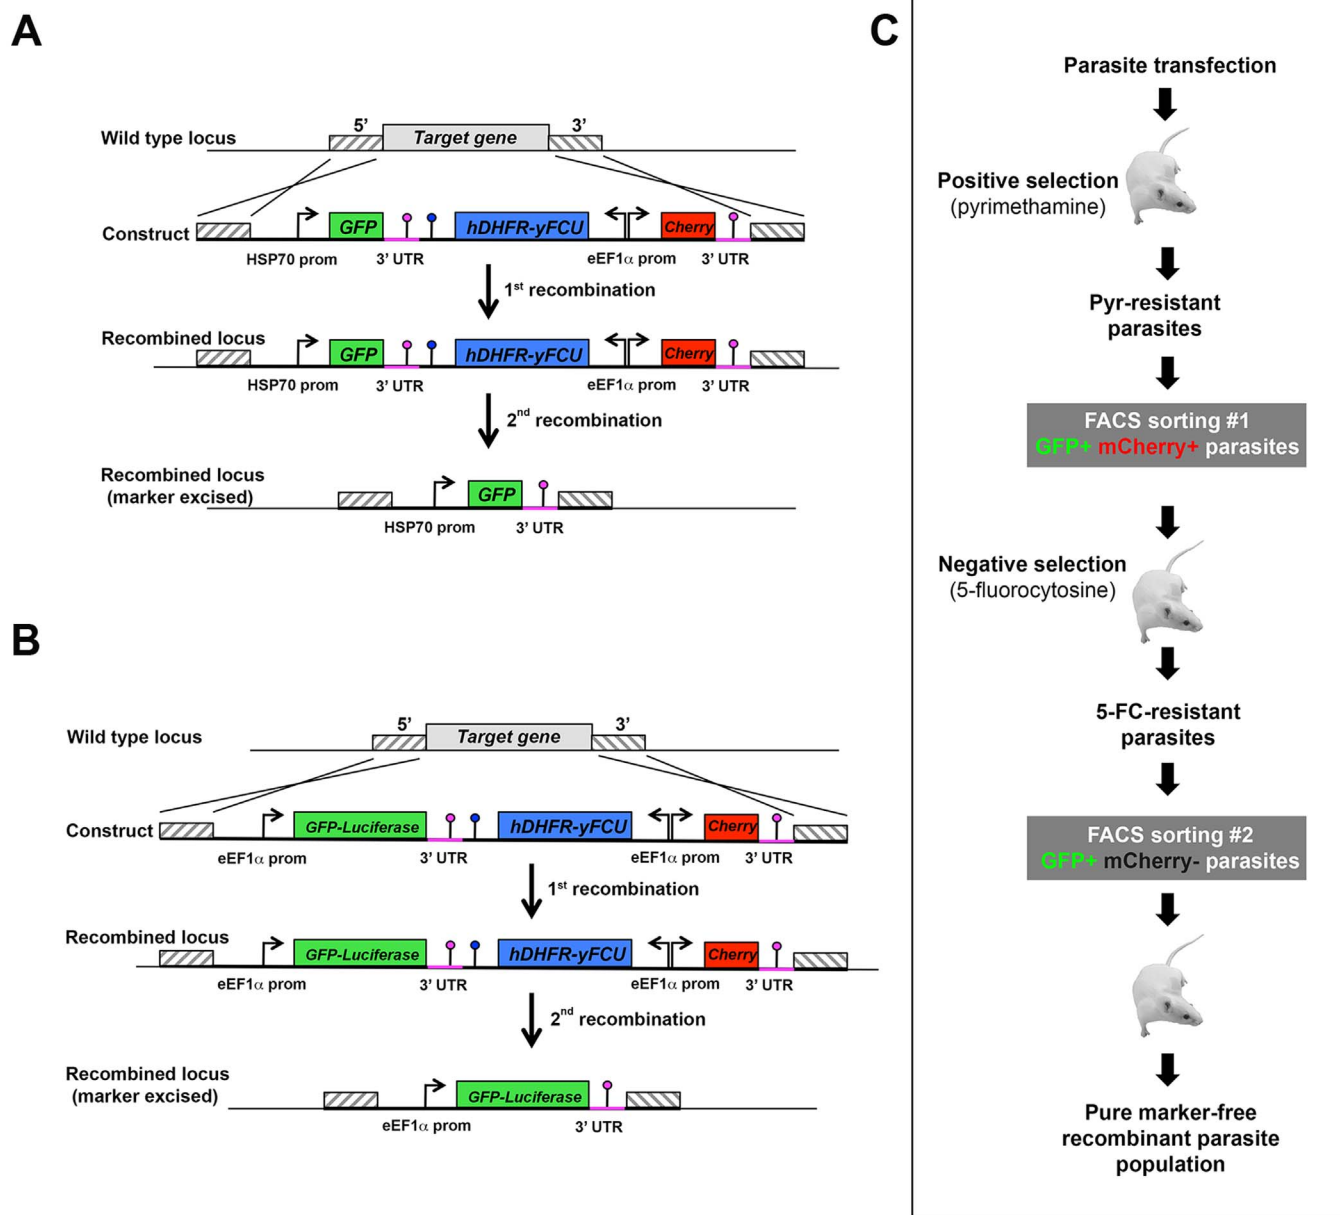 A
Wild type locus
5’
Target gene
3’
Construct
GFP
hDHFR-yFCU
Cherry
HSP70 prom
3’ UTR
eEF1α prom
3’ UTR
1st recombination
Recombined locus
GFP
hDHFR-yFCU
Cherry
HSP70 prom
3’ UTR
eEF1α prom
3’ UTR
2nd recombination
Recombined locus
(marker excised)
GFP
HSP70 prom
3’ UTR
B
Wild type locus
5’
Target gene
3’
Construct
GFP-Luciferase
hDHFR-yFCU
Cherry
eEF1α prom
3’ UTR
eEF1α prom
3’ UTR
1st recombination
Recombined locus
GFP-Luciferase
hDHFR-yFCU
Cherry
eEF1α prom
3’ UTR
eEF1α prom
3’ UTR
2nd recombination
Recombined locus
(marker excised)
GFP-Luciferase
eEF1α prom
3’ UTR
C
Parasite transfection
Positive selection
(pyrimethamine)
Pyr-resistant
parasites
FACS sorting #1
GFP+ mCherry+ parasites
Negative selection
(5-fluorocytosine)
5-FC-resistant
parasites
FACS sorting #2
GFP+ mCherry- parasites
Pure marker-free
recombinant parasite
population